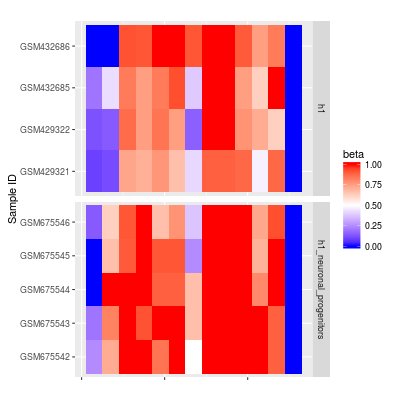 GSM432686
GSM432685
GSM429322
GSM429321
h1
GSM675546
GSM675545
GSM675544
GSM675543
GSM675542
h1_neuronal_progenitors
Sample ID
beta
1.00
0.75
0.50
0.25
0.00